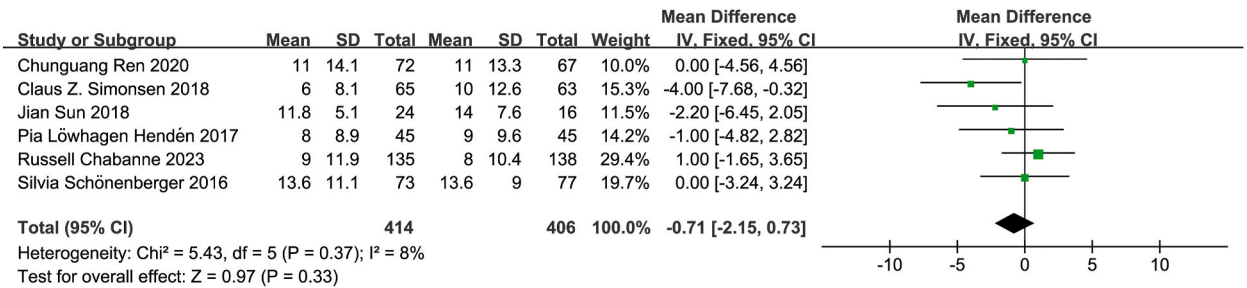 Mean Difference Mean Difference
Study or Subgroup Mean SD Total Mean SD Total Weight IV, Fixed, 95% CI IV, Fixed, 95% CI
Chunguang Ren 2020 11 14.1 72 11 13.3 67 10.0% 0.00 [-4.56, 4.56]
Claus Z. Simonsen 2018 6 8.1 65 10 12.6 63 15.3% -4.00 [-7.68, -0.32]
Jian Sun 2018 11.8 5.1 24 14 7.6 16 11.5% -2.20 [-6.45, 2.05]
Pia Löwhagen Hendén 2017 8 8.9 45 9 9.6 45 14.2% -1.00 [-4.82, 2.82]
Russell Chabanne 2023 9 11.9 135 8 10.4 138 29.4% 1.00 [-1.65, 3.65]
Silvia Schönenberger 2016 13.6 11.1 73 13.6 9 77 19.7% 0.00 [-3.24, 3.24]
Total (95% CI) 414 406 100.0% -0.71 [-2.15, 0.73]
Heterogeneity: Chi² = 5.43, df = 5 (P = 0.37); I² = 8%
Test for overall effect: Z = 0.97 (P = 0.33)
-10 -5 0 5 10